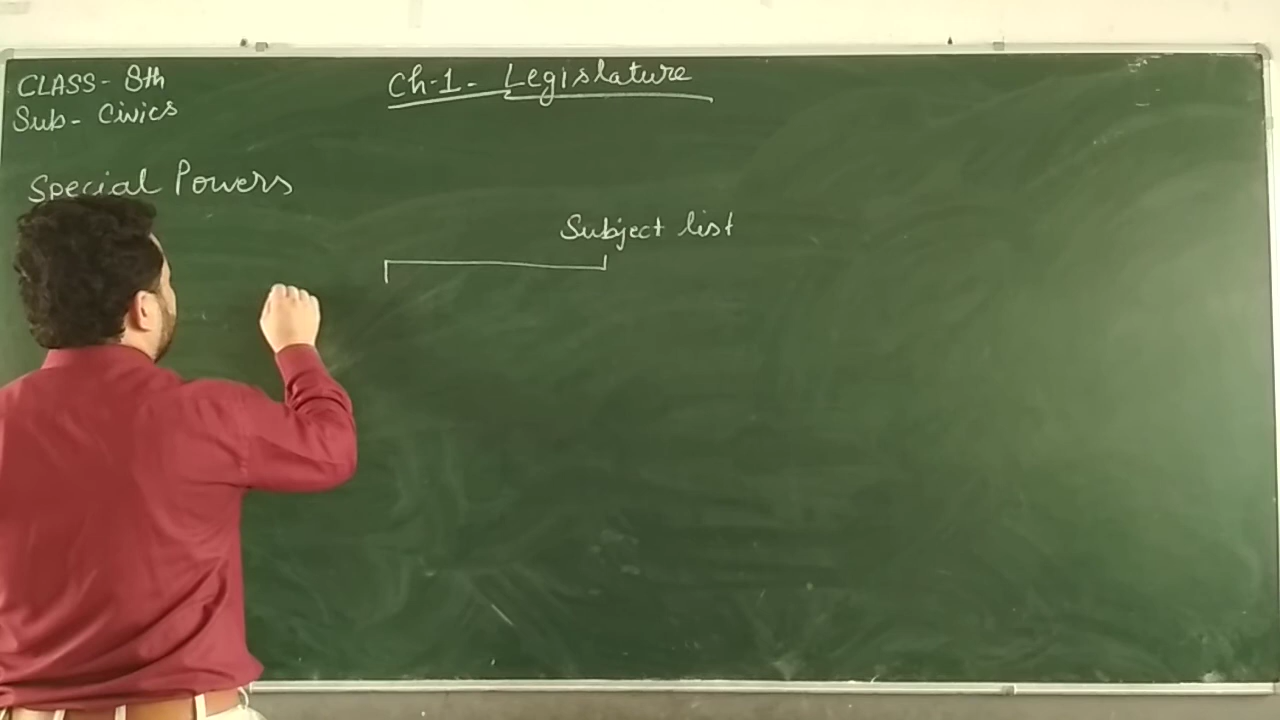 CLASS - 8th
Sub - Civics
Ch-1 - Legislature
Special Powers
Subject list